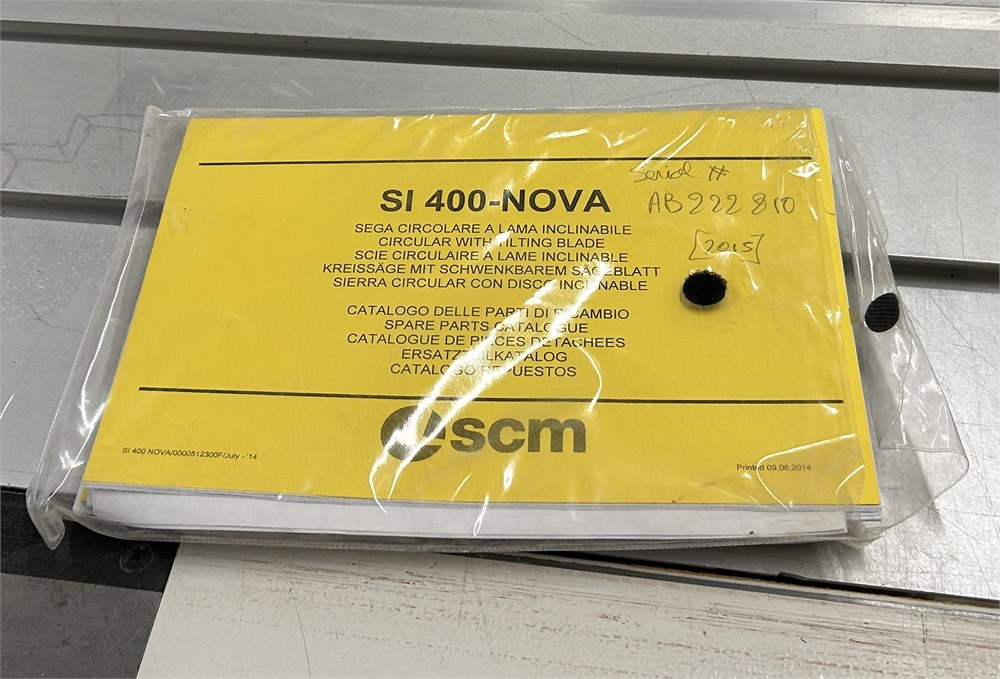 SI 400-NOVA
Serial #
AB222810
[2015]
SEGA CIRCOLARE A LAMA INCLINABILE
CIRCULAR WITH TILTING BLADE
SCIE CIRCULAIRE A LAME INCLINABLE
KREISSÄGE MIT SCHWENKBAREM SÄGEBLATT
SIERRA CIRCULAR CON DISCO INCLINABLE
CATALOGO DELLE PARTI DI RICAMBIO
SPARE PARTS CATALOGUE
CATALOGUE DE PIECES DETACHEES
ERSATZTEILKATALOG
CATALOGO REPUESTOS
scm
SI 400 NOVA/0000512300F/July - '14
Printed 09.06.2014